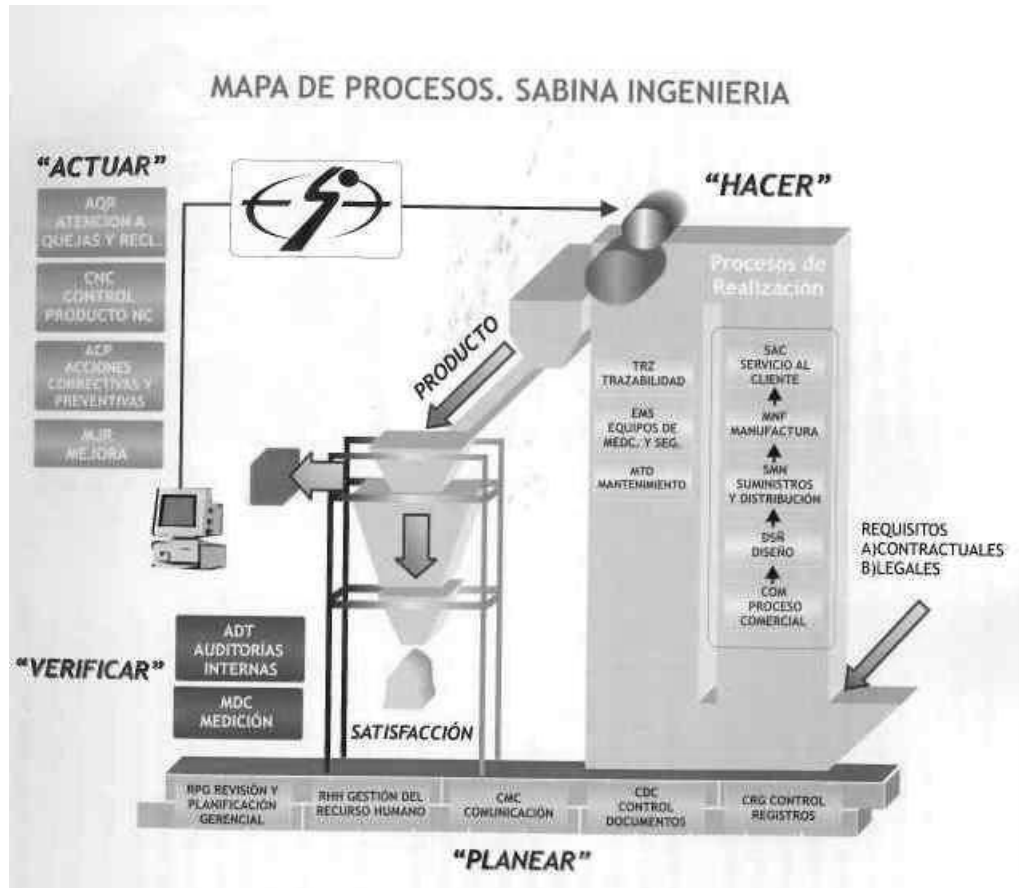 MAPA DE PROCESOS. SABINA INGENIERIA
“ACTUAR”
AQR
ATENCION A
QUEJAS Y RECL.
CNC
CONTROL
PRODUCTO NC
ACP
ACCIONES
CORRECTIVAS Y
PREVENTIVAS
MJR
MEJORA
“HACER”
Procesos de
Realización
PRODUCTO
TRZ
TRAZABILIDAD
EMS
EQUIPOS DE
MEDC. Y SEG.
MTO
MANTENIMIENTO
SAC
SERVICIO AL
CLIENTE
MNF
MANUFACTURA
SMN
SUMINISTROS
Y DISTRIBUCIÓN
DSÑ
DISEÑO
COM
PROCESO
COMERCIAL
REQUISITOS
A)CONTRACTUALES
B)LEGALES
“VERIFICAR”
ADT
AUDITORÍAS
INTERNAS
MDC
MEDICIÓN
SATISFACCIÓN
RPG REVISIÓN Y
PLANIFICACIÓN
GERENCIAL
RHH GESTIÓN DEL
RECURSO HUMANO
CMC
COMUNICACIÓN
CDC
CONTROL
DOCUMENTOS
CRG CONTROL
REGISTROS
“PLANEAR”